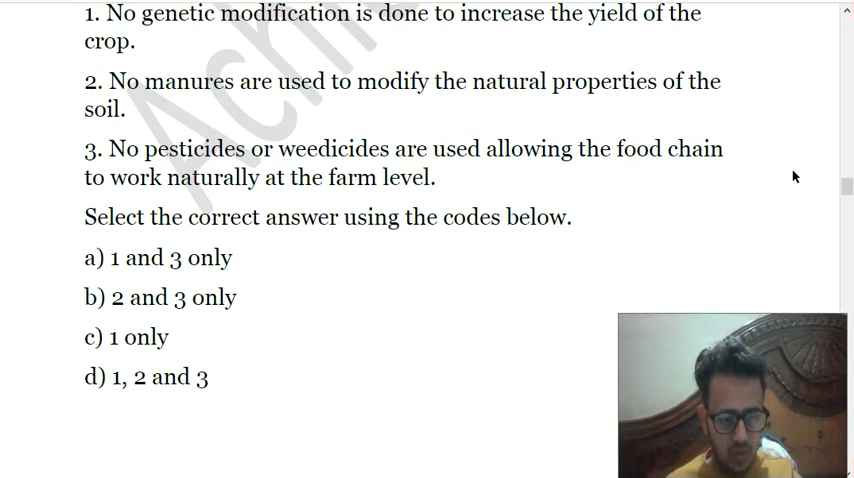 1. No genetic modification is done to increase the yield of the
crop.
2. No manures are used to modify the natural properties of the
soil.
3. No pesticides or weedicides are used allowing the food chain
to work naturally at the farm level.
Select the correct answer using the codes below.
a) 1 and 3 only
b) 2 and 3 only
c) 1 only
d) 1, 2 and 3